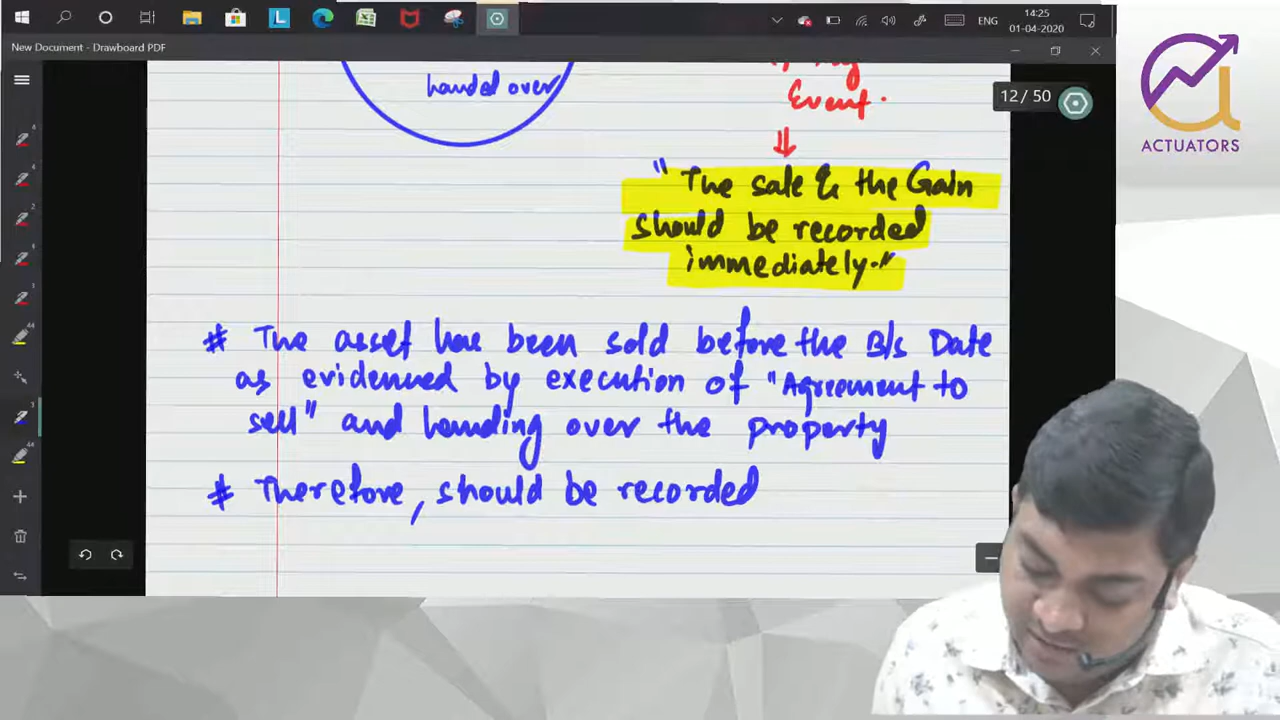 14:25
ENG
01-04-2020
New Document - Drawboard PDF
handed over
Event.
12 / 50
ACTUATORS
" The sale & the Gain
should be recorded
immediately."
# The asset has been sold before the B/s Date
as evidenned by execution of "Agreement to
sell" and handing over the property
# Therefore, should be recorded